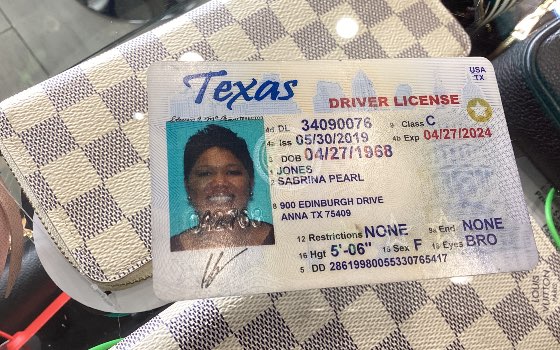 Texas
USA
TX
DRIVER LICENSE
4d DL 34090076 9 Class C
4a Iss 05/30/2019 4b Exp 04/27/2024
3 DOB 04/27/1968
1 JONES
2 SABRINA PEARL
8 900 EDINBURGH DRIVE
ANNA TX 75409
12 Restrictions NONE 9a End NONE
16 Hgt 5'-06" 15 Sex F 18 Eyes BRO
5 DD 28619980055330765417
LOUIS VUITTON